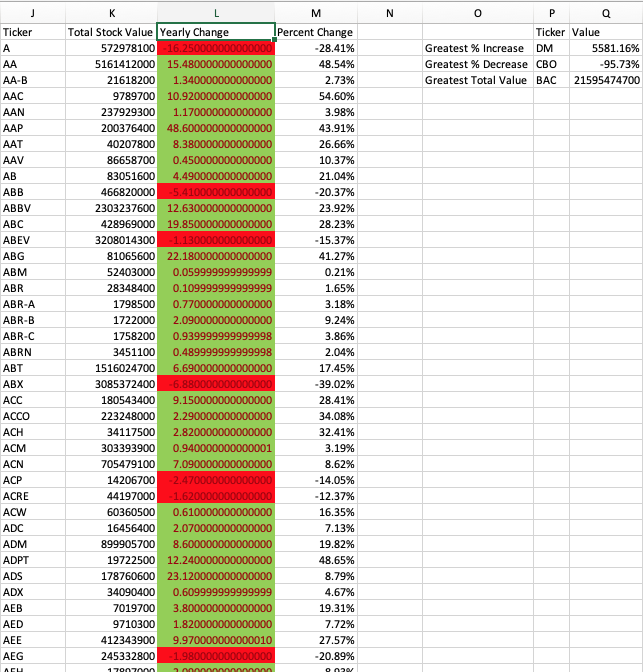 J K L M N O P Q
Ticker Total Stock Value Yearly Change Percent Change Ticker Value
A 572978100 -16.250000000000000 -28.41% Greatest % Increase DM 5581.16%
AA 5161412000 15.480000000000000 48.54% Greatest % Decrease CBO -95.73%
AA-B 21618200 1.340000000000000 2.73% Greatest Total Value BAC 21595474700
AAC 9789700 10.920000000000000 54.60%
AAN 237929300 1.170000000000000 3.98%
AAP 200376400 48.600000000000000 43.91%
AAT 40207800 8.380000000000000 26.66%
AAV 86658700 0.450000000000000 10.37%
AB 83051600 4.490000000000000 21.04%
ABB 466820000 -5.410000000000000 -20.37%
ABBV 2303237600 12.630000000000000 23.92%
ABC 428969000 19.850000000000000 28.23%
ABEV 3208014300 -1.130000000000000 -15.37%
ABG 81065600 22.180000000000000 41.27%
ABM 52403000 0.059999999999999 0.21%
ABR 28348400 0.109999999999999 1.65%
ABR-A 1798500 0.770000000000000 3.18%
ABR-B 1722000 2.090000000000000 9.24%
ABR-C 1758200 0.939999999999998 3.86%
ABRN 3451100 0.489999999999998 2.04%
ABT 1516024700 6.690000000000000 17.45%
ABX 3085372400 -6.880000000000000 -39.02%
ACC 180543400 9.150000000000000 28.41%
ACCO 223248000 2.290000000000000 34.08%
ACH 34117500 2.820000000000000 32.41%
ACM 303393900 0.940000000000001 3.19%
ACN 705479100 7.090000000000000 8.62%
ACP 14206700 -2.470000000000000 -14.05%
ACRE 44197000 -1.620000000000000 -12.37%
ACW 60360500 0.610000000000000 16.35%
ADC 16456400 2.070000000000000 7.13%
ADM 899905700 8.600000000000000 19.82%
ADPT 19722500 12.240000000000000 48.65%
ADS 178760600 23.120000000000000 8.79%
ADX 34090400 0.609999999999999 4.67%
AEB 7019700 3.800000000000000 19.31%
AED 9710300 1.820000000000000 7.72%
AEE 412343900 9.970000000000010 27.57%
AEG 245332800 -1.980000000000000 -20.89%